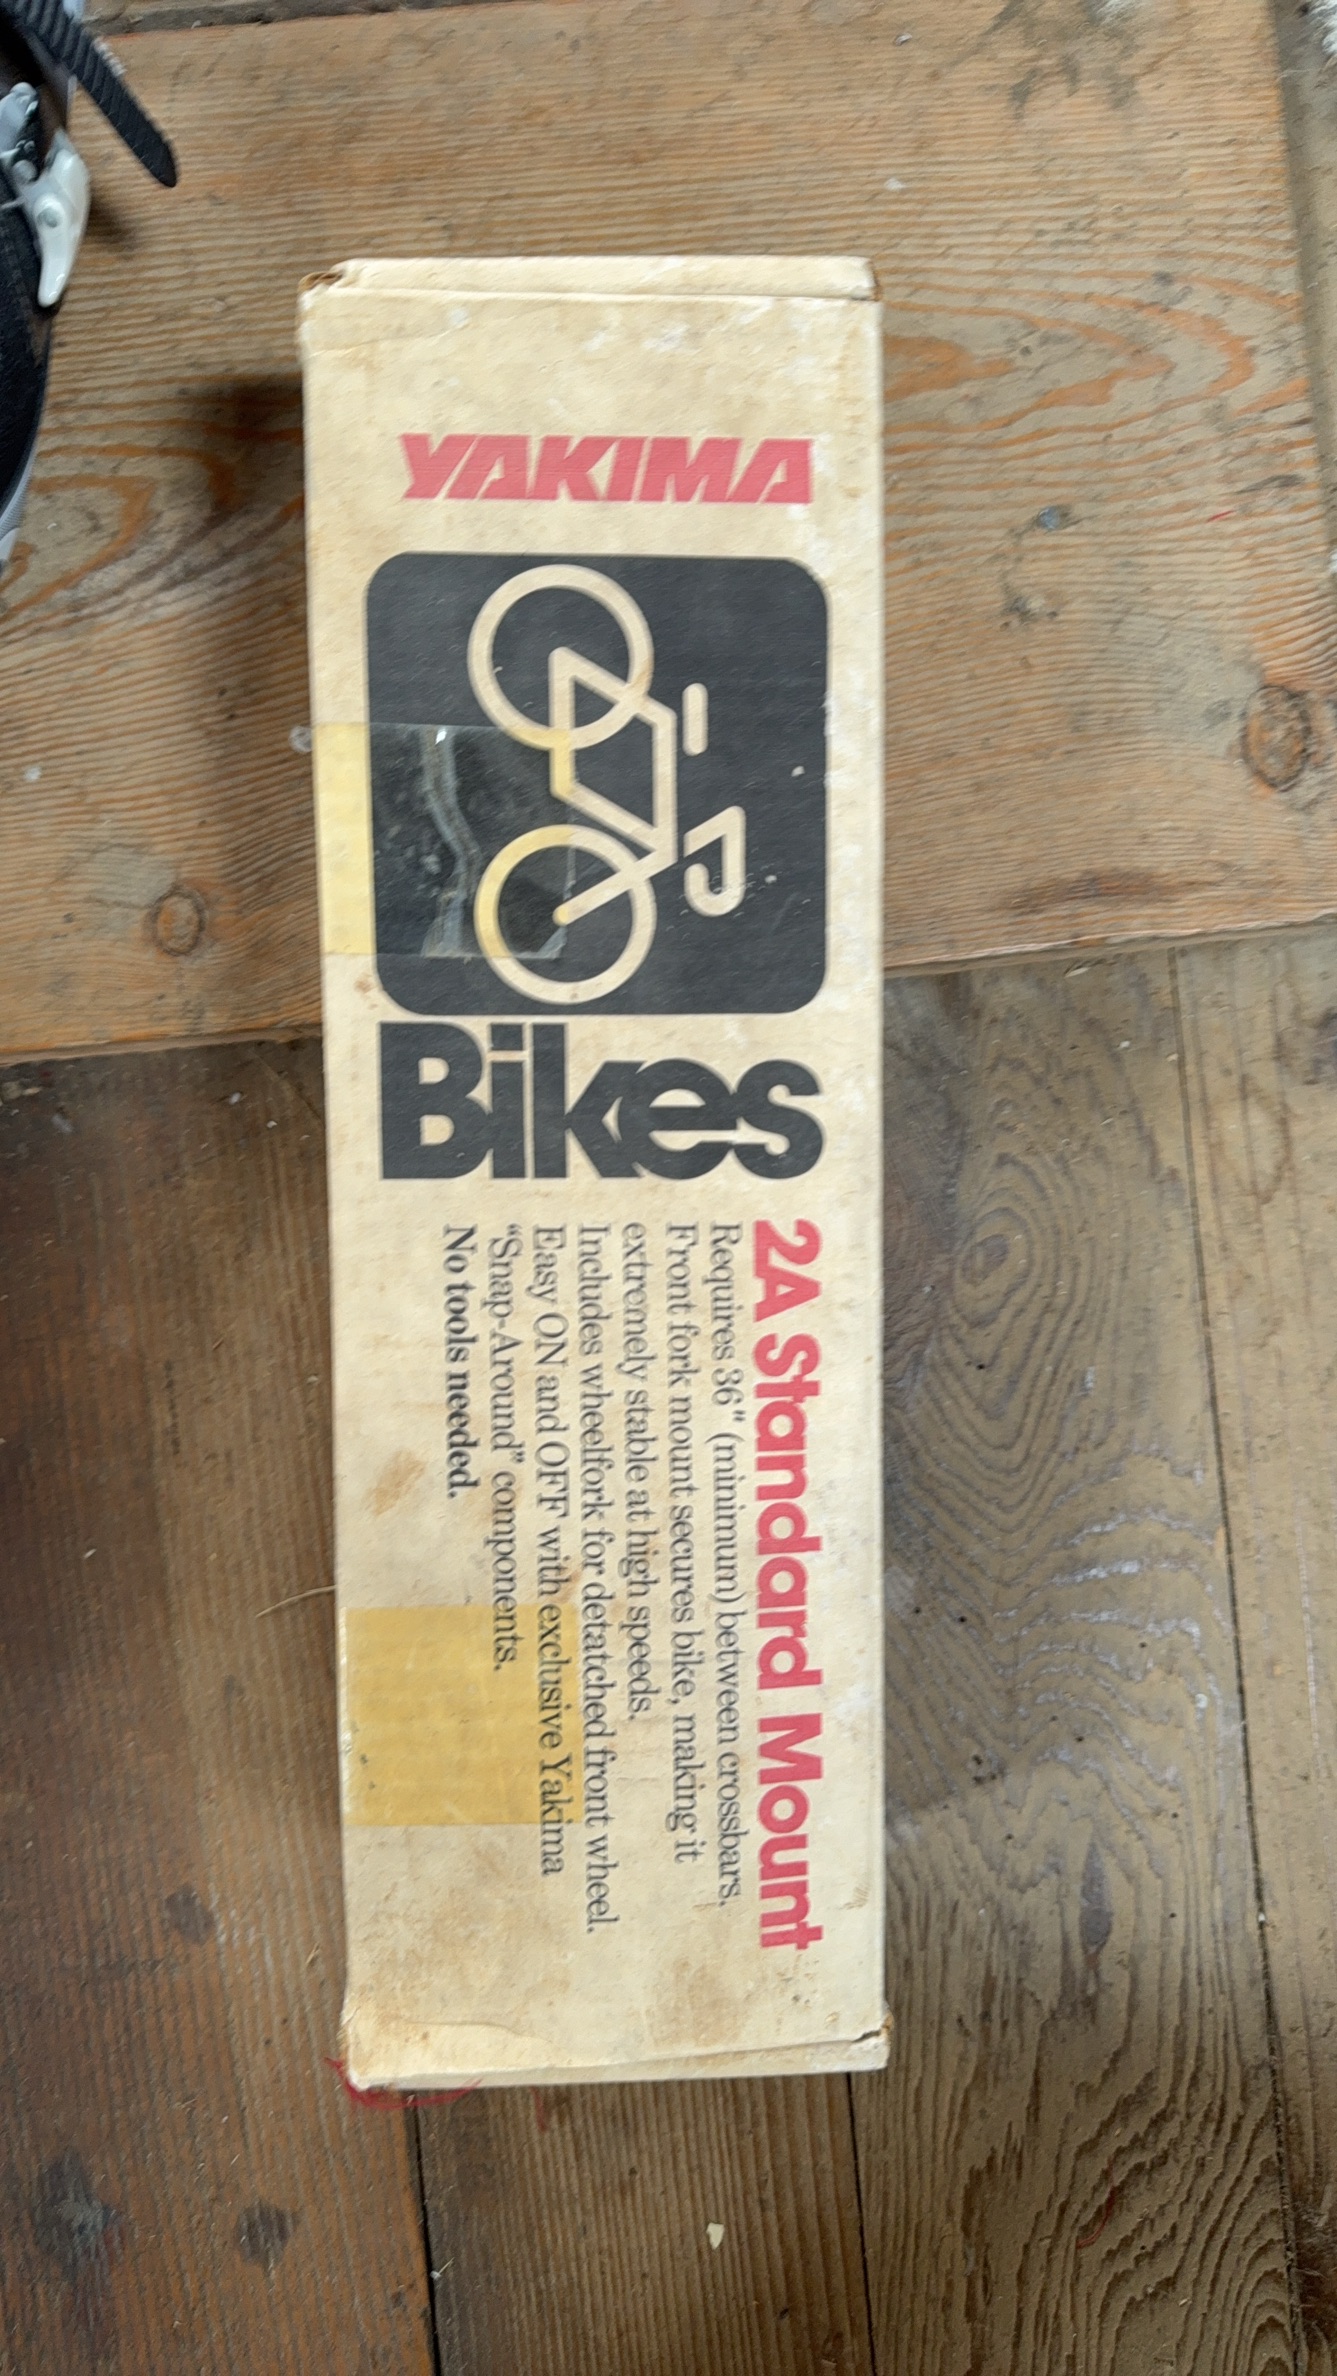 YAKIMA
Bikes
2A Standard Mount
Requires 36" (minimum) between crossbars.
Front fork mount secures bike, making it
extremely stable at high speeds.
Includes wheelfork for detatched front wheel.
Easy ON and OFF with exclusive Yakima
“Snap-Around” components.
No tools needed.